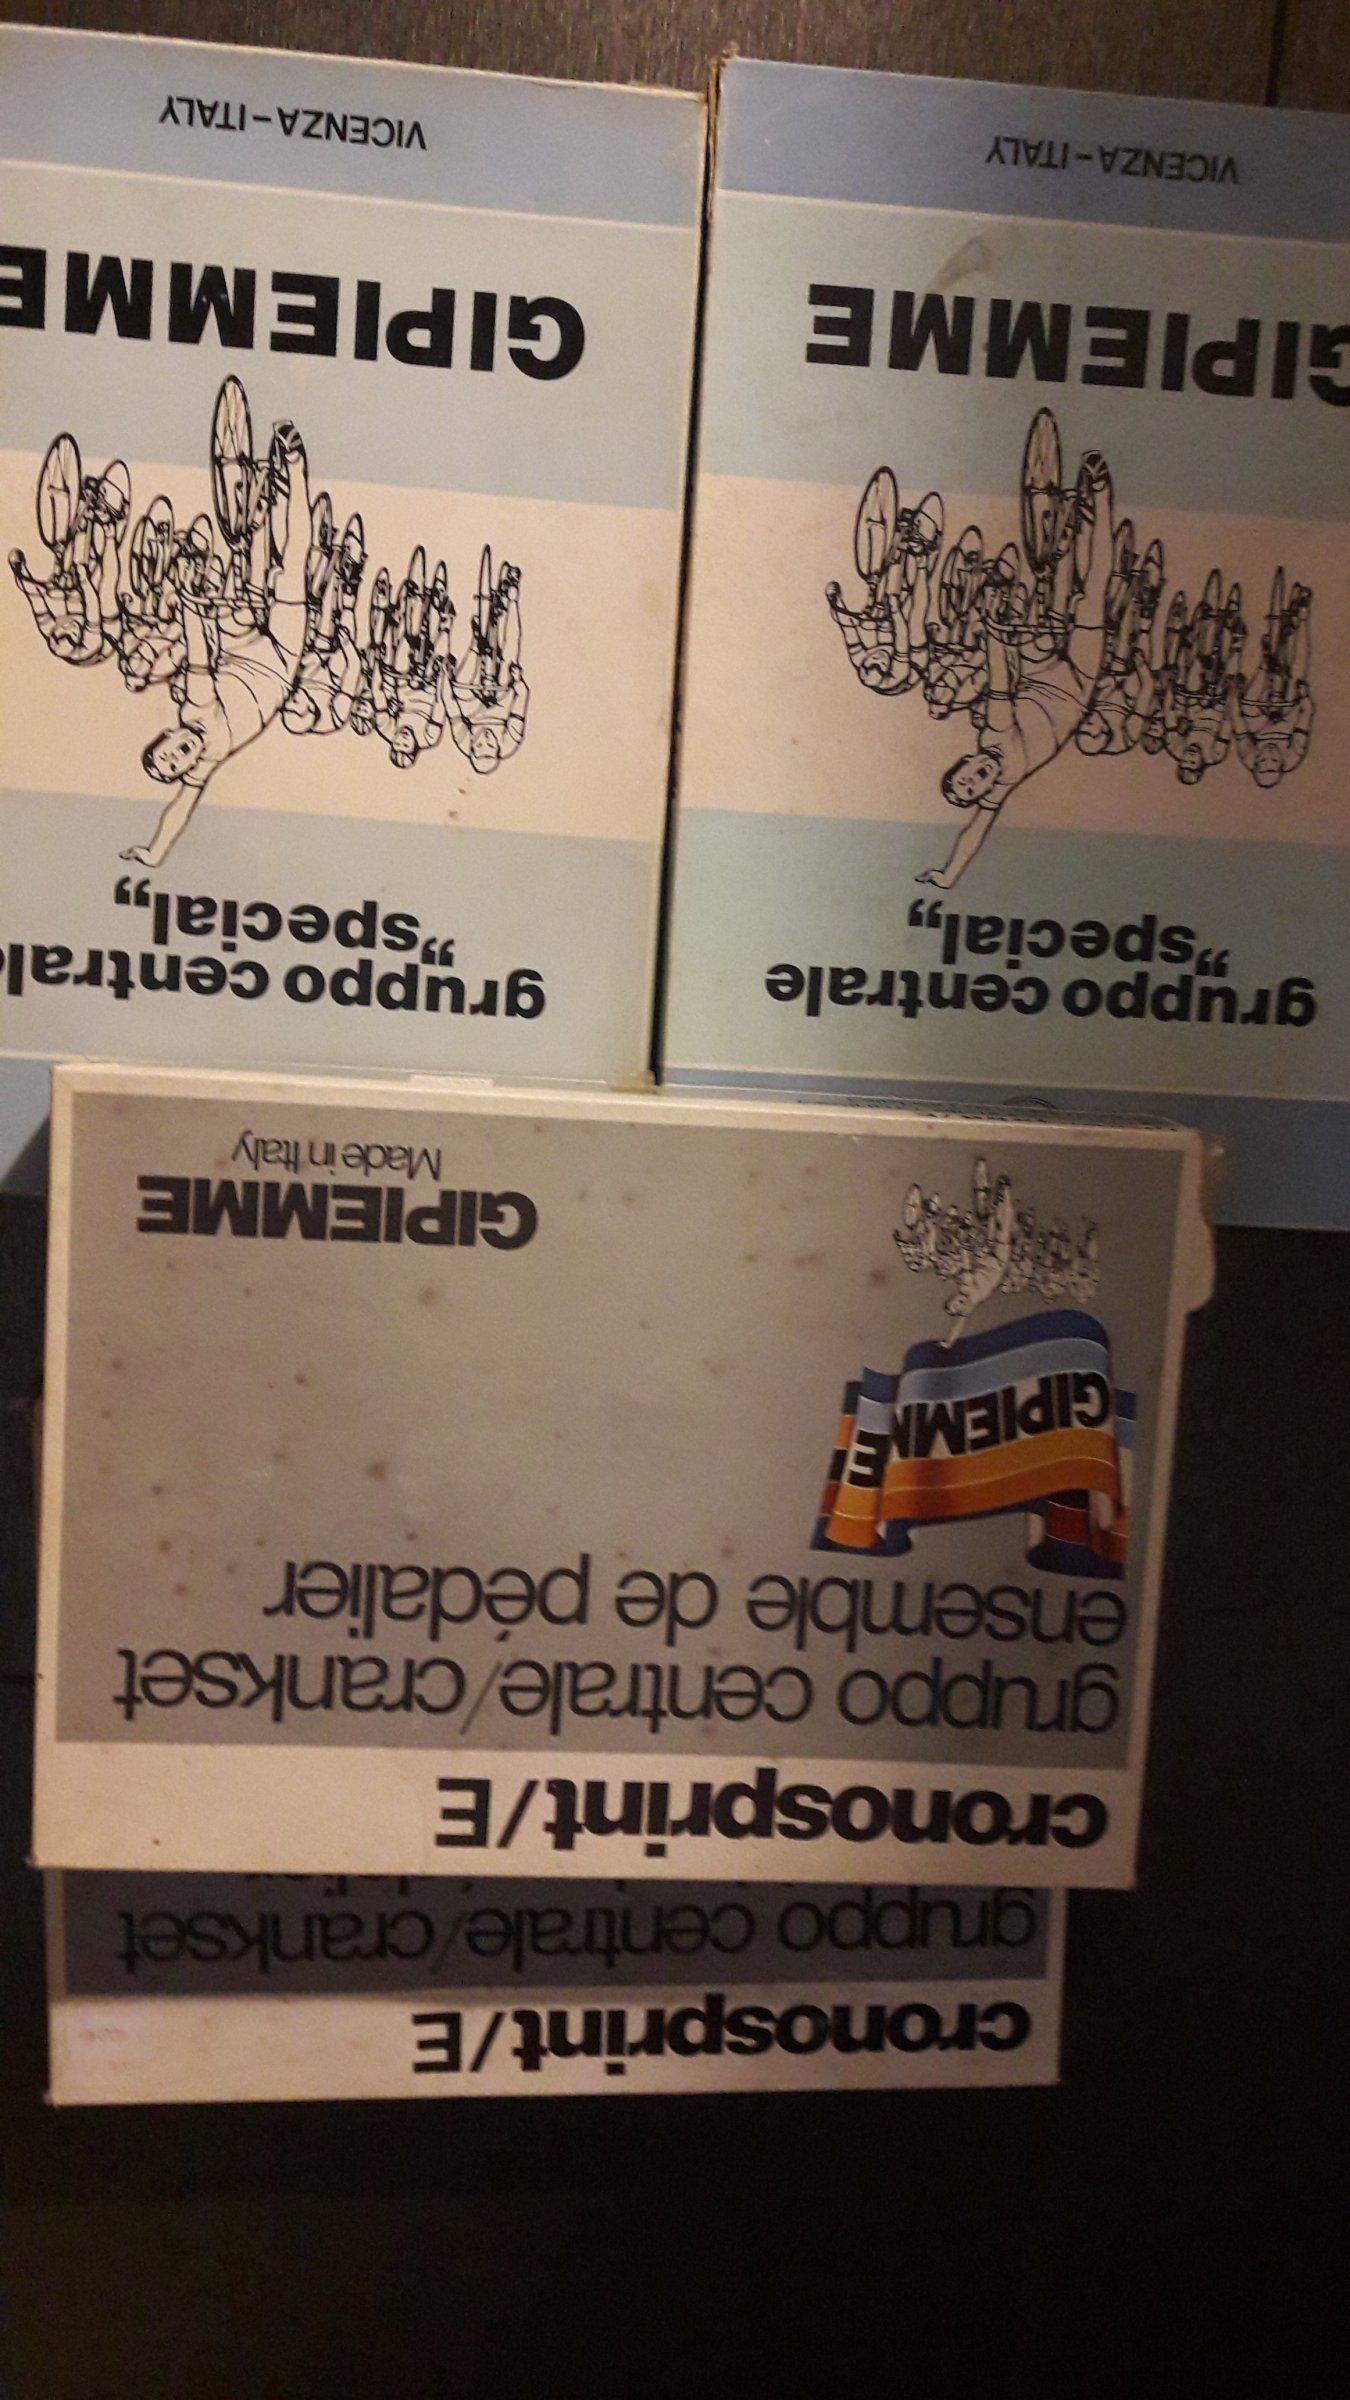 cronosprint/E
gruppo centrale/crankset
cronosprint/E
gruppo centrale/crankset
ensemble de pédalier
GIPIEMME
GIPIEMME
Made in Italy
gruppo centrale
"special„
GIPIEMME
VICENZA-ITALY
gruppo centrale
"special„
GIPIEMME
VICENZA-ITALY